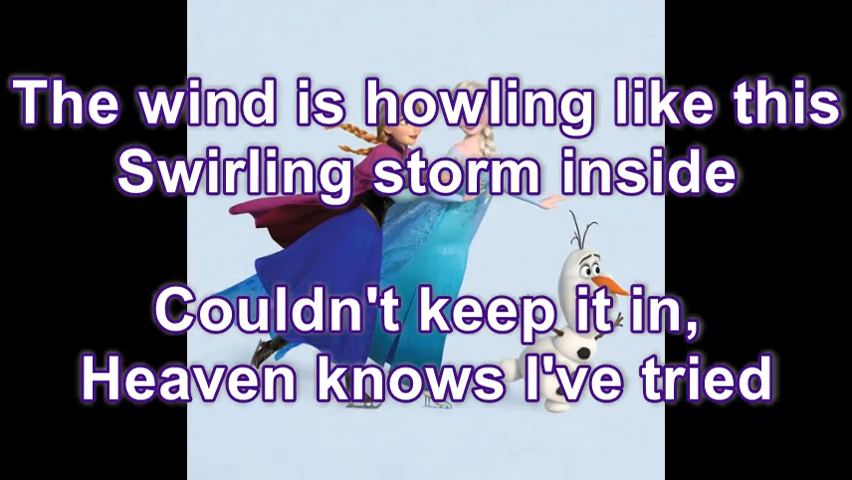 The wind is howling like this
Swirling storm inside
Couldn't keep it in,
Heaven knows I've tried